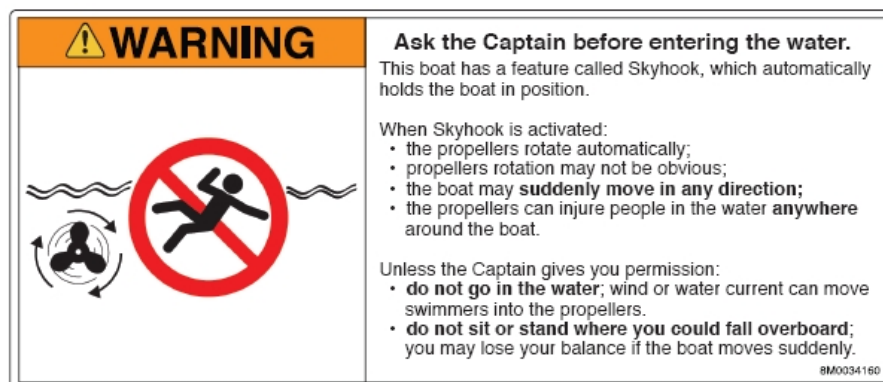 WARNING
Ask the Captain before entering the water.
This boat has a feature called Skyhook, which automatically
holds the boat in position.
When Skyhook is activated:
• the propellers rotate automatically;
• propellers rotation may not be obvious;
• the boat may suddenly move in any direction;
• the propellers can injure people in the water anywhere
around the boat.
Unless the Captain gives you permission:
• do not go in the water; wind or water current can move
swimmers into the propellers.
• do not sit or stand where you could fall overboard;
you may lose your balance if the boat moves suddenly.
8M0034160